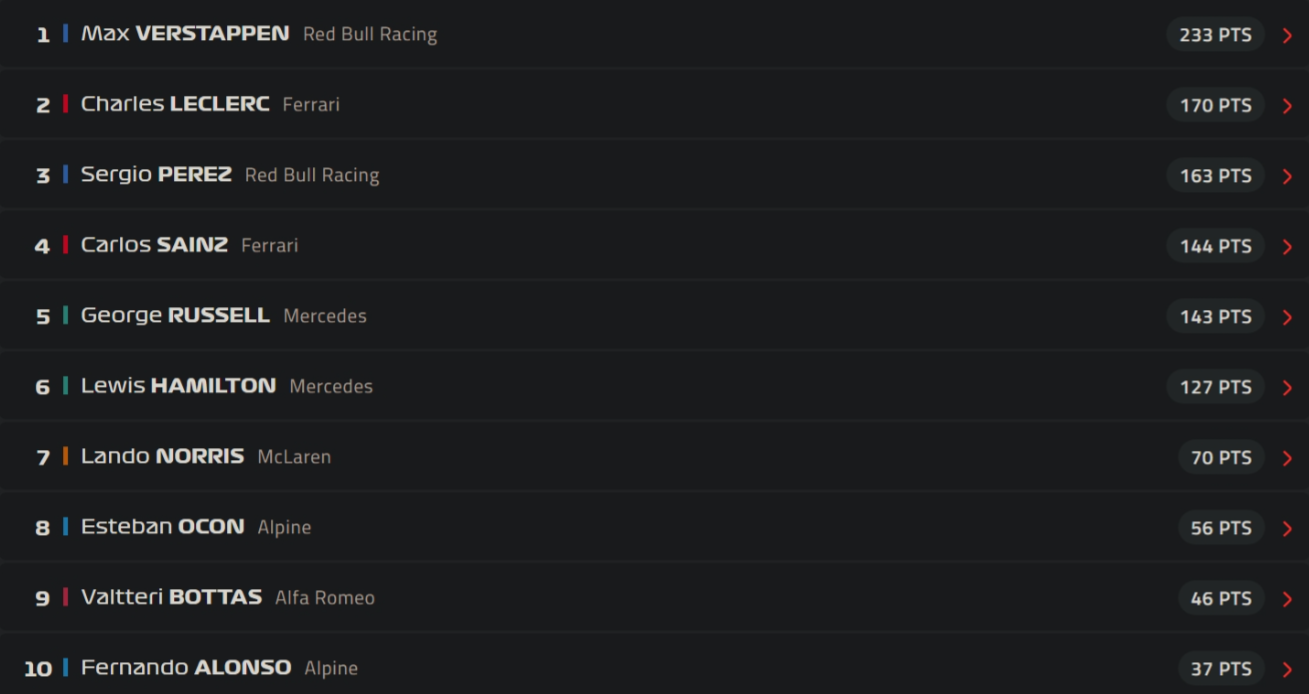 1 Max VERSTAPPEN Red Bull Racing 233 PTS
2 Charles LECLERC Ferrari 170 PTS
3 Sergio PEREZ Red Bull Racing 163 PTS
4 Carlos SAINZ Ferrari 144 PTS
5 George RUSSELL Mercedes 143 PTS
6 Lewis HAMILTON Mercedes 127 PTS
7 Lando NORRIS McLaren 70 PTS
8 Esteban OCON Alpine 56 PTS
9 Valtteri BOTTAS Alfa Romeo 46 PTS
10 Fernando ALONSO Alpine 37 PTS